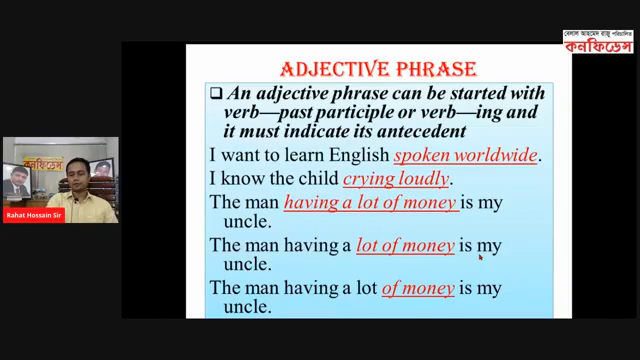 বেলাল আহমেদ রাজু পরিচালিত
কনফিডেন্স
ADJECTIVE PHRASE
❑ An adjective phrase can be started with
verb—past participle or verb—ing and
it must indicate its antecedent
I want to learn English spoken worldwide.
I know the child crying loudly.
The man having a lot of money is my
uncle.
The man having a lot of money is my
uncle.
The man having a lot of money is my
uncle.
কনফিডেন্স
Rahat Hossain Sir